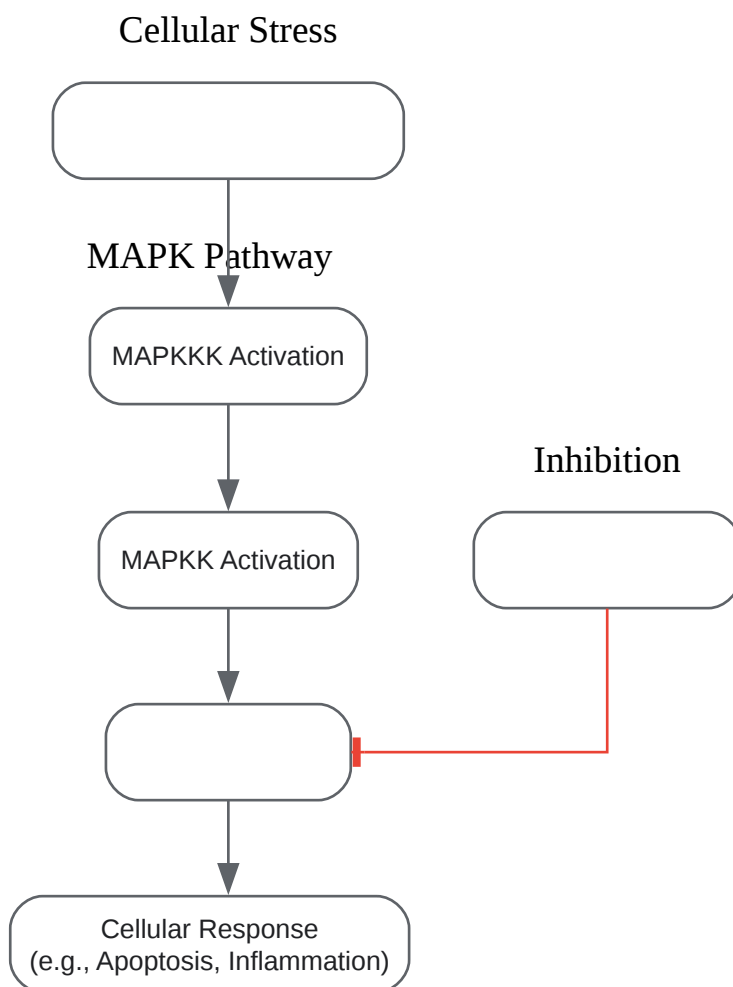 Cellular Stress
MAPK Pathway
MAPKKK Activation
Inhibition
MAPKK Activation
Cellular Response
(e.g., Apoptosis, Inflammation)